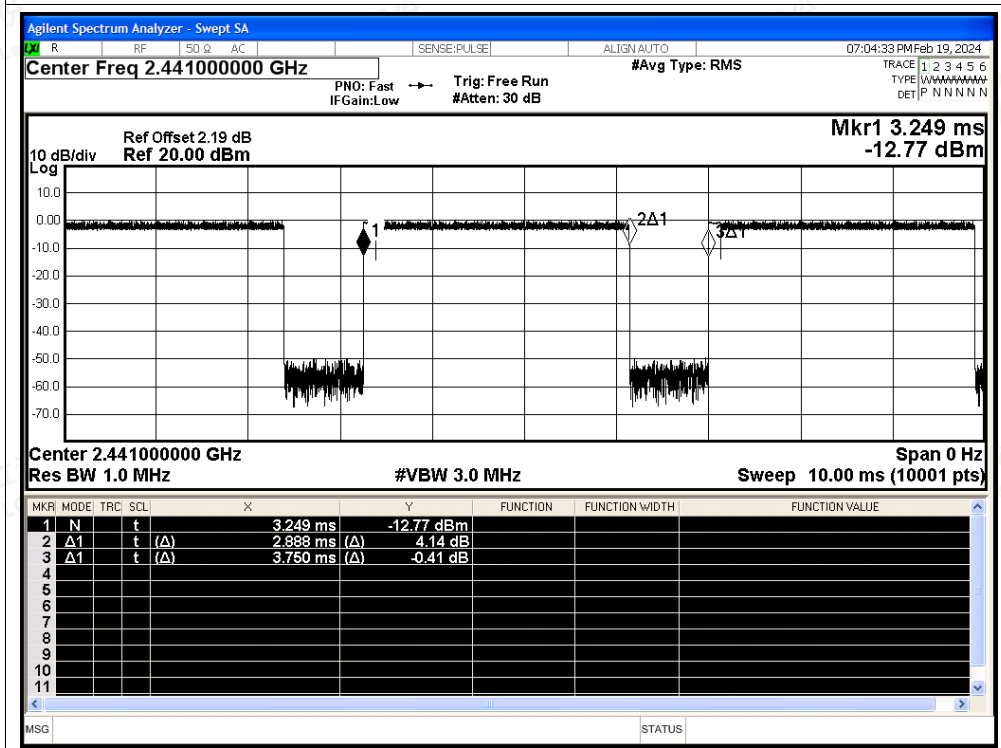 Agilent Spectrum Analyzer - Swept SA
LXI R RF 50 Ω AC SENSE:PULSE ALIGN AUTO 07:04:33 PM Feb 19, 2024
Center Freq 2.441000000 GHz #Avg Type: RMS TRACE 1 2 3 4 5 6
PNO: Fast Trig: Free Run TYPE WWWWWW
IFGain:Low #Atten: 30 dB DET P N N N N N
Mkr1 3.249 ms
Ref Offset 2.19 dB
10 dB/div Ref 20.00 dBm -12.77 dBm
Log
10.0
0.00
-10.0
-20.0
-30.0
-40.0
-50.0
-60.0
-70.0
1
2Δ1
3Δ1
Center 2.441000000 GHz Span 0 Hz
Res BW 1.0 MHz #VBW 3.0 MHz Sweep 10.00 ms (10001 pts)
MKR MODE TRC SCL X Y FUNCTION FUNCTION WIDTH FUNCTION VALUE
1 N t 3.249 ms -12.77 dBm
2 Δ1 t (Δ) 2.888 ms (Δ) 4.14 dB
3 Δ1 t (Δ) 3.750 ms (Δ) -0.41 dB
4
5
6
7
8
9
10
11
MSG STATUS